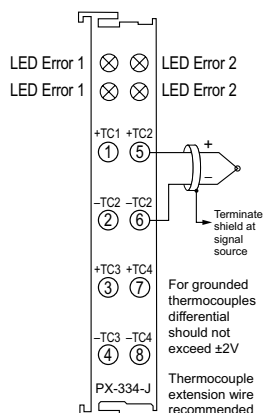 LED Error 1 LED Error 2
LED Error 1 LED Error 2
+TC1 +TC2
1 5
+
–
–TC2 –TC2
2 6
Terminate
shield at
signal
source
+TC3 +TC4
3 7
For grounded
thermocouples
differential
should not
exceed ±2V
–TC3 –TC4
4 8
Thermocouple
extension wire
recommended
PX-334-J